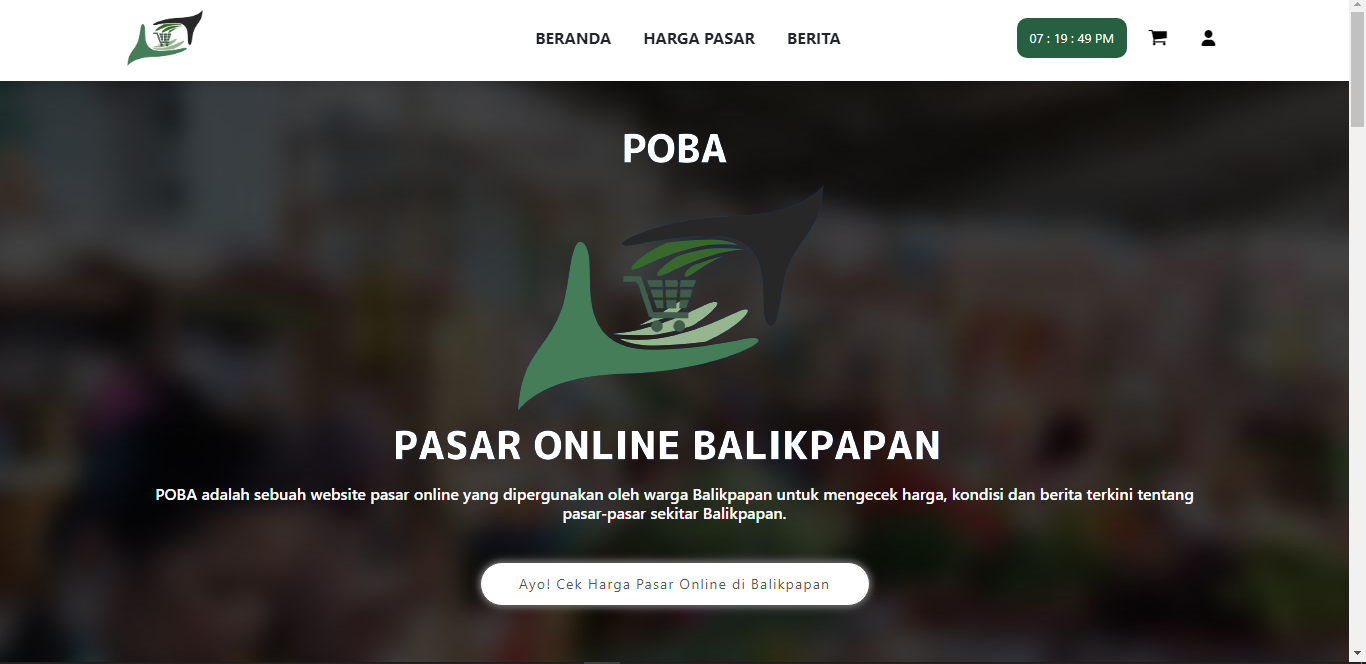 BERANDA
HARGA PASAR
BERITA
07 : 19 : 49 PM
POBA
PASAR ONLINE BALIKPAPAN
POBA adalah sebuah website pasar online yang dipergunakan oleh warga Balikpapan untuk mengecek harga, kondisi dan berita terkini tentang
pasar-pasar sekitar Balikpapan.
Ayo! Cek Harga Pasar Online di Balikpapan